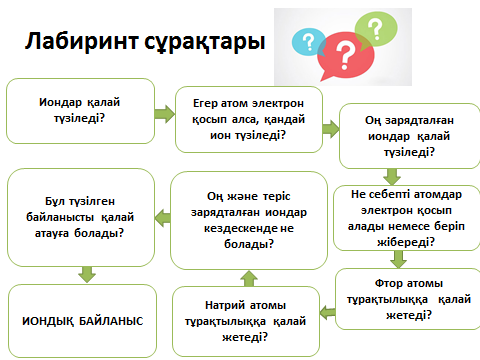 Лабиринт сұрақтары
Иондар қалай
түзіледі?
Егер атом электрон
қосып алса, қандай
ион түзіледі?
Оң зарядталған
иондар қалай
түзіледі?
Не себепті атомдар
электрон қосып
алады немесе беріп
жібереді?
Фтор атомы
тұрақтылыққа қалай
жетеді?
Натрий атомы
тұрақтылыққа қалай
жетеді?
Оң және теріс
зарядталған иондар
кездескенде не
болады?
Бұл түзілген
байланысты қалай
атауға болады?
ИОНДЫҚ БАЙЛАНЫС